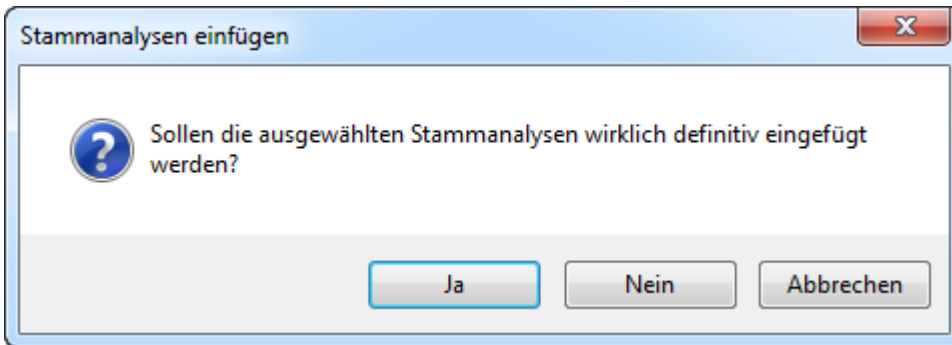 Stammanalysen einfügen
Sollen die ausgewählten Stammanalysen wirklich definitiv eingefügt
werden?
Ja Nein Abbrechen